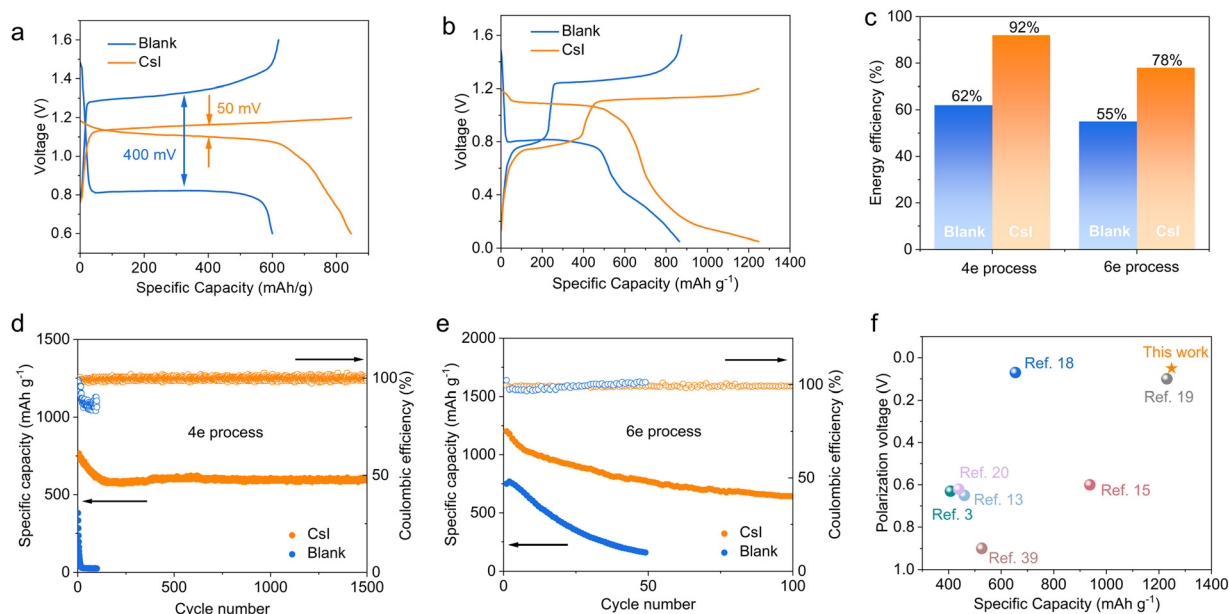 a
Blank
CsI
50 mV
400 mV
1.6
1.4
1.2
1.1
0.8
0.6
Voltage (V)
0 200 400 600 800
Specific Capacity (mAh/g)
b
Blank
CsI
1.6
1.2
0.8
0.4
0.0
Voltage (V)
0 200 400 600 800 1000 1200 1400
Specific Capacity (mAh g⁻¹)
c
100
80
60
40
20
0
Energy efficiency (%)
62%
92%
55%
78%
Blank
CsI
Blank
CsI
4e process
6e process
d
1500
1250
1000
750
500
250
0
Specific capacity (mAh g⁻¹)
4e process
CsI
Blank
100
50
0
Coulombic efficiency (%)
0 500 1000 1500
Cycle number
e
2000
1500
1000
500
0
Specific capacity (mAh g⁻¹)
6e process
CsI
Blank
100
50
0
Coulombic efficiency (%)
0 50 100
Cycle number
f
0.0
0.2
0.4
0.6
0.9
1.0
Polarization voltage (V)
This work
Ref. 18
Ref. 19
Ref. 20
Ref. 13
Ref. 15
Ref. 3
Ref. 39
400 600 800 1000 1200 1400
Specific Capacity (mAh g⁻¹)